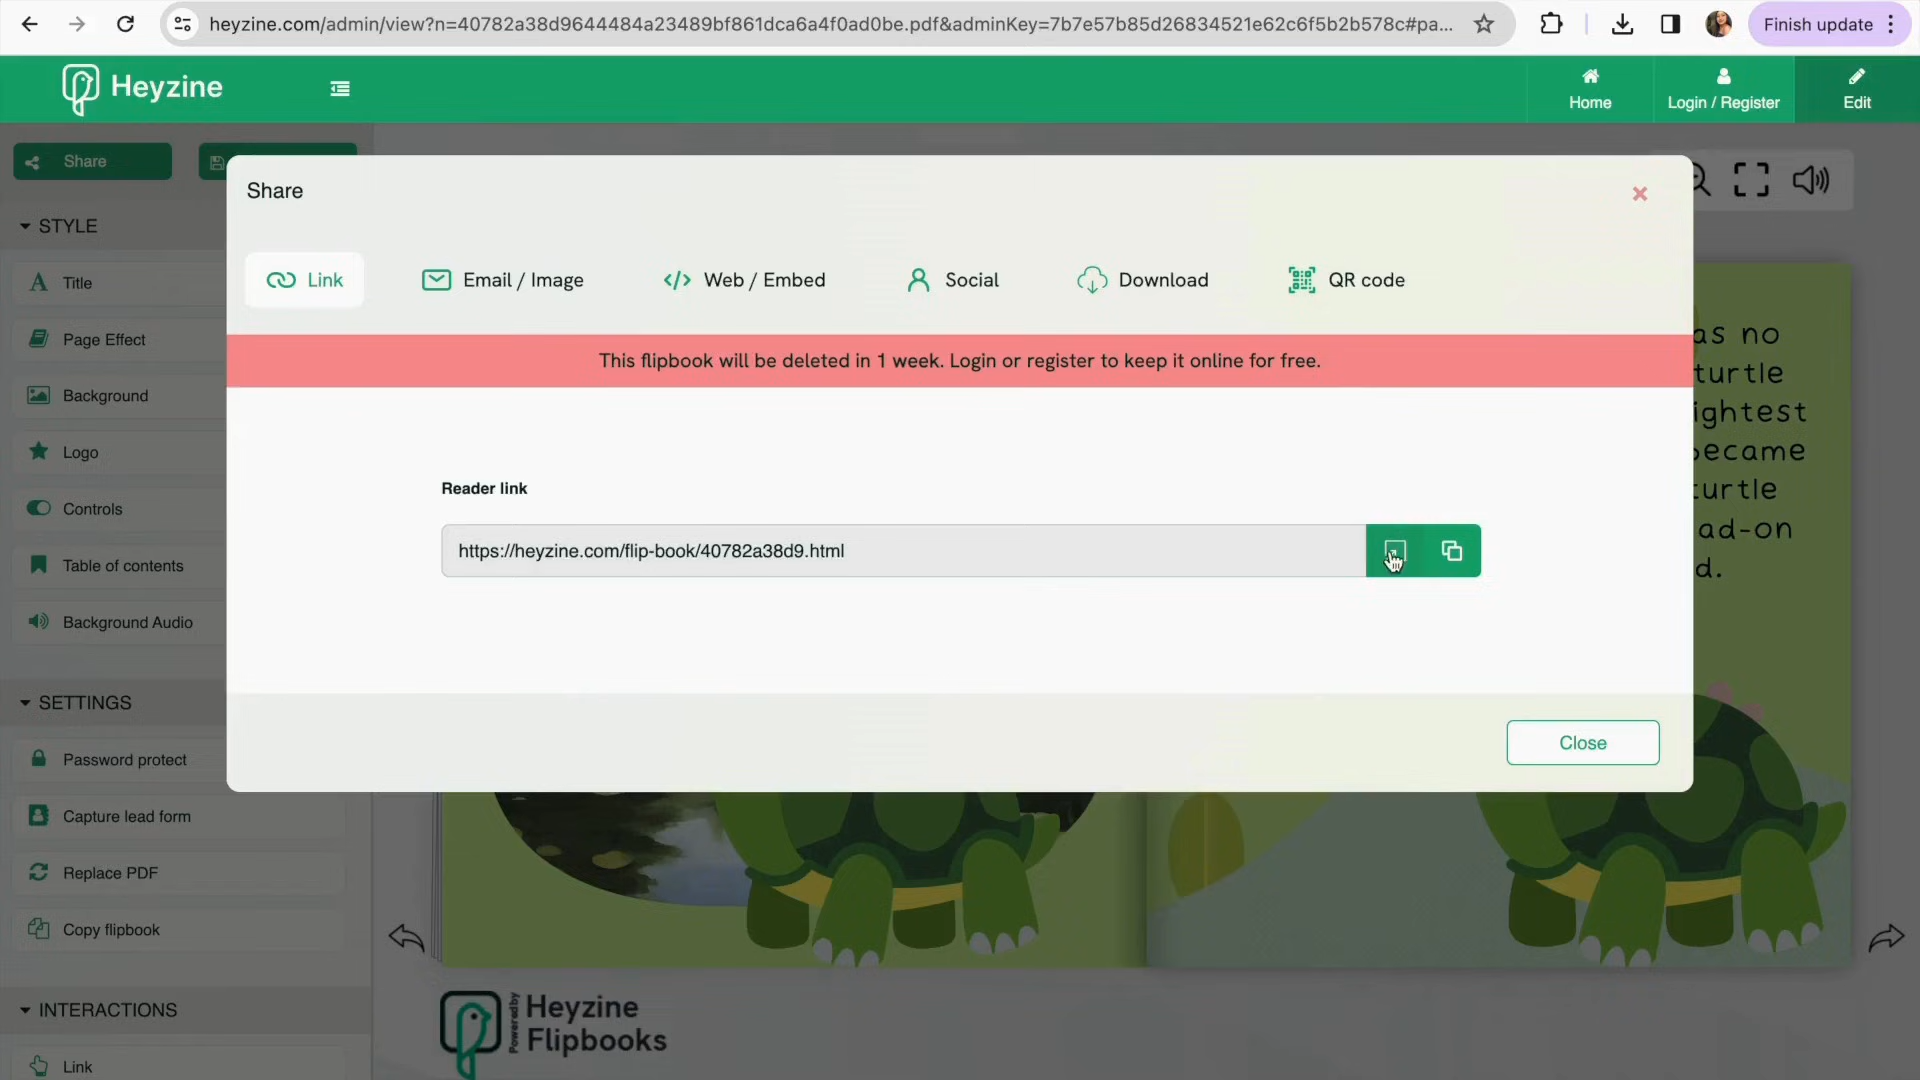 heyzine.com/admin/view?n=40782a38d9644484a23489bf861dca6a4f0ad0be.pdf&adminKey=7b7e57b85d26834521e62c6f5b2b578c#pa...
Finish update
Heyzine
Home
Login / Register
Edit
Share
Share
STYLE
Title
Page Effect
Background
Logo
Controls
Table of contents
Background Audio
SETTINGS
Password protect
Capture lead form
Replace PDF
Copy flipbook
INTERACTIONS
Link
Link
Email / Image
Web / Embed
Social
Download
QR code
This flipbook will be deleted in 1 week. Login or register to keep it online for free.
Reader link
https://heyzine.com/flip-book/40782a38d9.html
Close
as no
turtle
ightest
became
turtle
ad-on
d.
Powered by
Heyzine
Flipbooks